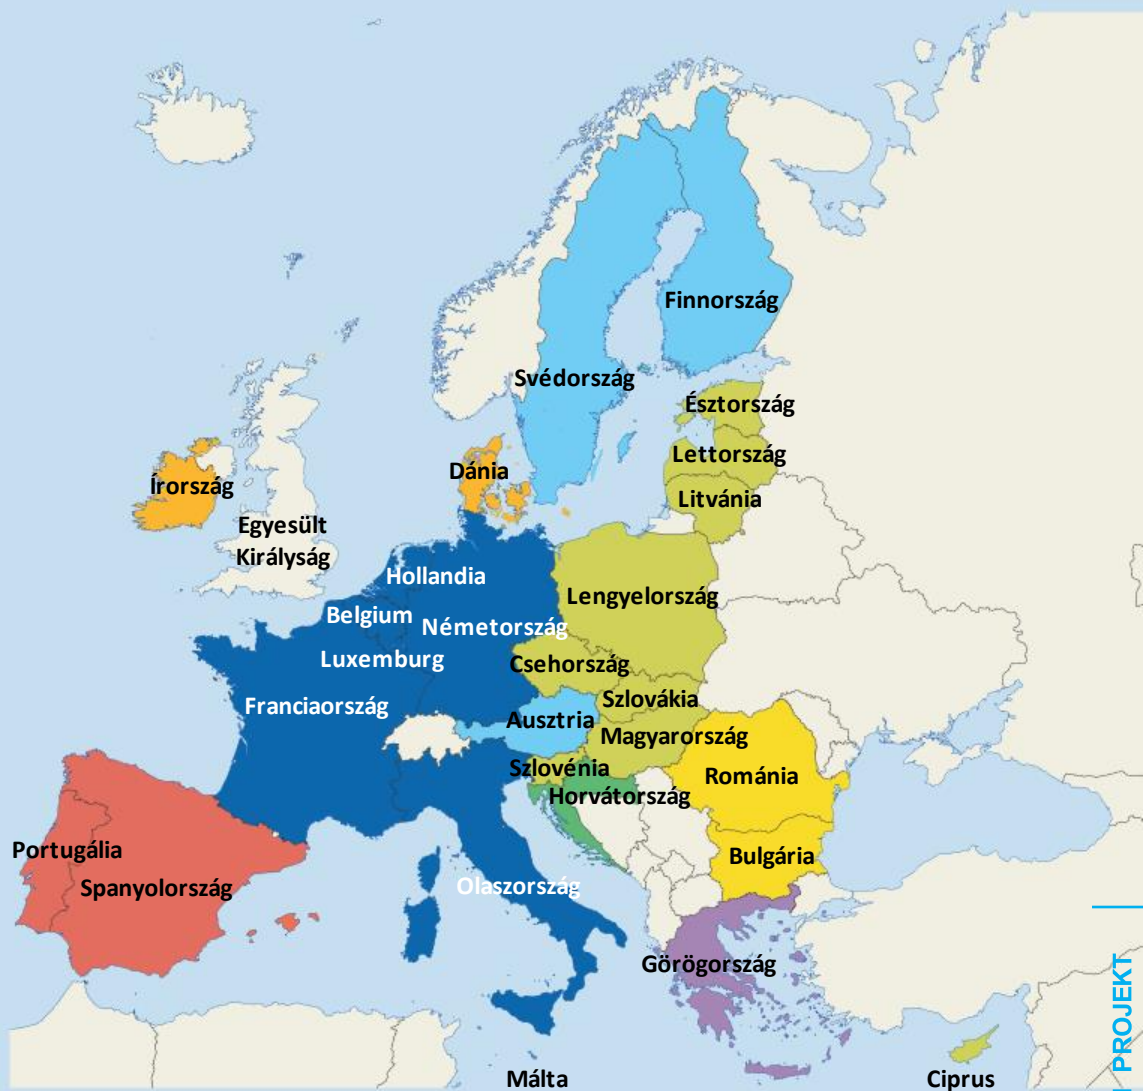 Finnország
Svédország
Észtország
Lettország
Dánia
Írország
Litvánia
Egyesült
Királyság
Hollandia
Lengyelország
Belgium
Németország
Luxemburg
Csehország
Szlovákia
Franciaország
Ausztria
Magyarország
Szlovénia
Románia
Horvátország
Portugália
Bulgária
Spanyolország
Olaszország
Görögország
Málta
Ciprus
PROJEKT